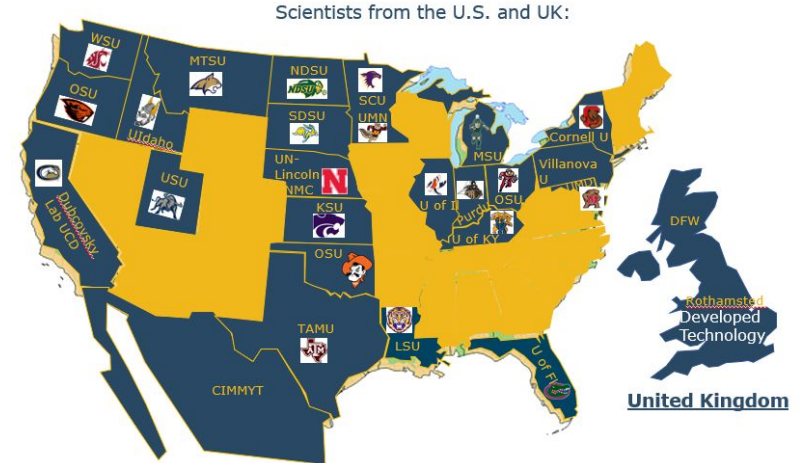 Scientists from the U.S. and UK:
WSU
MTSU
NDSU
SCU
OSU
UIdaho
SDSU
UMN
Cornell U
MSU
UN-
Lincoln
NMC
N
Villanova
U
UMD
USU
U of I
Purdu
OSU
DFW
Dubcovsky
Lab UCD
KSU
U of KY
OSU
Rothamsted
Developed
Technology
TAMU
LSU
U of Fl
CIMMYT
United Kingdom